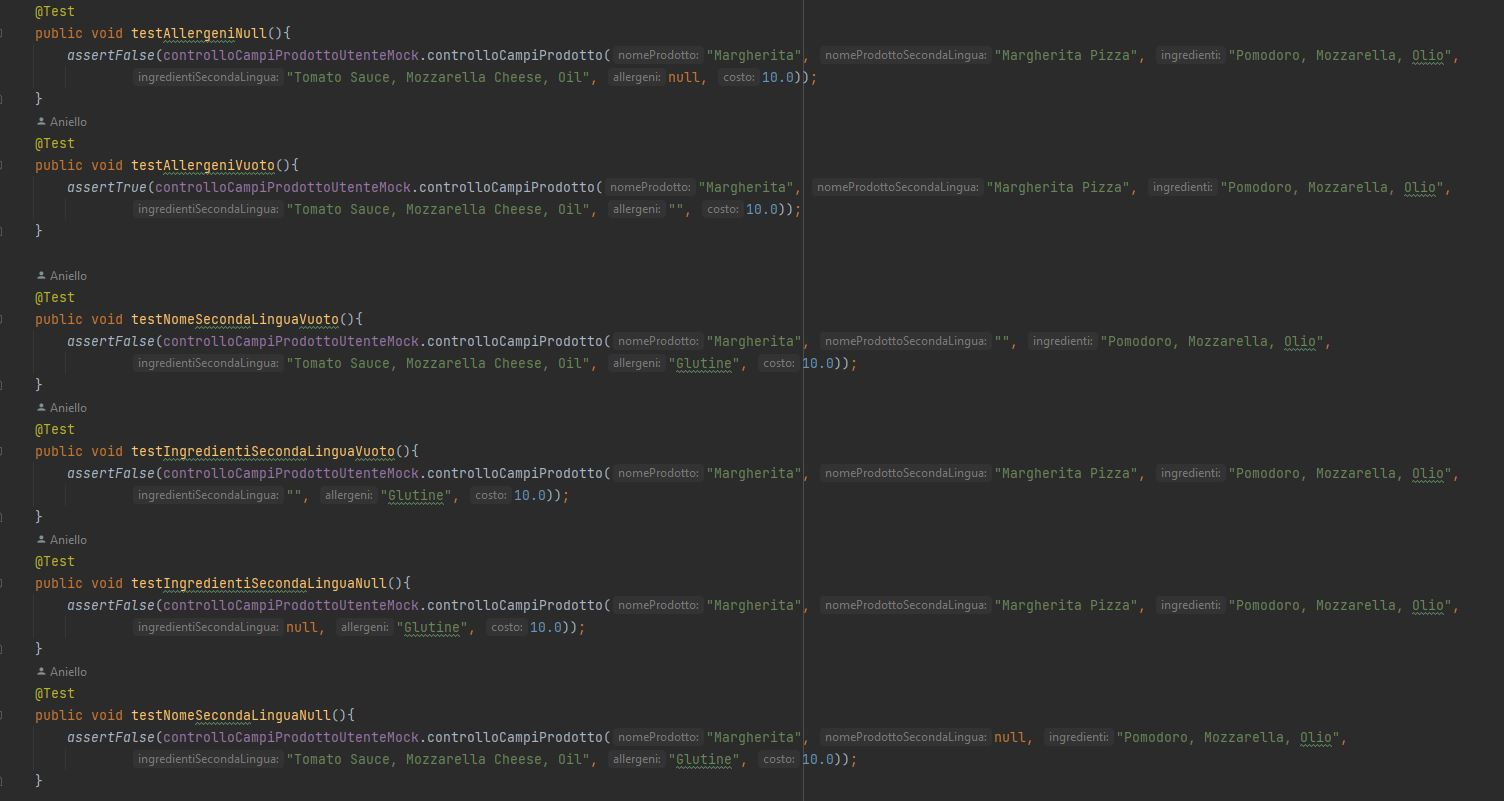 @Test
public void testAllergeniNull(){
assertFalse(controlloCampiProdottoUtenteMock.controlloCampiProdotto( nomeProdotto: "Margherita", nomeProdottoSecondaLingua: "Margherita Pizza", ingredienti: "Pomodoro, Mozzarella, Olio",
ingredientiSecondaLingua: "Tomato Sauce, Mozzarella Cheese, Oil", allergeni: null, costo: 10.0));
}
Aniello
@Test
public void testAllergeniVuoto(){
assertTrue(controlloCampiProdottoUtenteMock.controlloCampiProdotto( nomeProdotto: "Margherita", nomeProdottoSecondaLingua: "Margherita Pizza", ingredienti: "Pomodoro, Mozzarella, Olio",
ingredientiSecondaLingua: "Tomato Sauce, Mozzarella Cheese, Oil", allergeni: "", costo: 10.0));
}
Aniello
@Test
public void testNomeSecondaLinguaVuoto(){
assertFalse(controlloCampiProdottoUtenteMock.controlloCampiProdotto( nomeProdotto: "Margherita", nomeProdottoSecondaLingua: "", ingredienti: "Pomodoro, Mozzarella, Olio",
ingredientiSecondaLingua: "Tomato Sauce, Mozzarella Cheese, Oil", allergeni: "Glutine", costo: 10.0));
}
Aniello
@Test
public void testIngredientiSecondaLinguaVuoto(){
assertFalse(controlloCampiProdottoUtenteMock.controlloCampiProdotto( nomeProdotto: "Margherita", nomeProdottoSecondaLingua: "Margherita Pizza", ingredienti: "Pomodoro, Mozzarella, Olio",
ingredientiSecondaLingua: "", allergeni: "Glutine", costo: 10.0));
}
Aniello
@Test
public void testIngredientiSecondaLinguaNull(){
assertFalse(controlloCampiProdottoUtenteMock.controlloCampiProdotto( nomeProdotto: "Margherita", nomeProdottoSecondaLingua: "Margherita Pizza", ingredienti: "Pomodoro, Mozzarella, Olio",
ingredientiSecondaLingua: null, allergeni: "Glutine", costo: 10.0));
}
Aniello
@Test
public void testNomeSecondaLinguaNull(){
assertFalse(controlloCampiProdottoUtenteMock.controlloCampiProdotto( nomeProdotto: "Margherita", nomeProdottoSecondaLingua: null, ingredienti: "Pomodoro, Mozzarella, Olio",
ingredientiSecondaLingua: "Tomato Sauce, Mozzarella Cheese, Oil", allergeni: "Glutine", costo: 10.0));
}